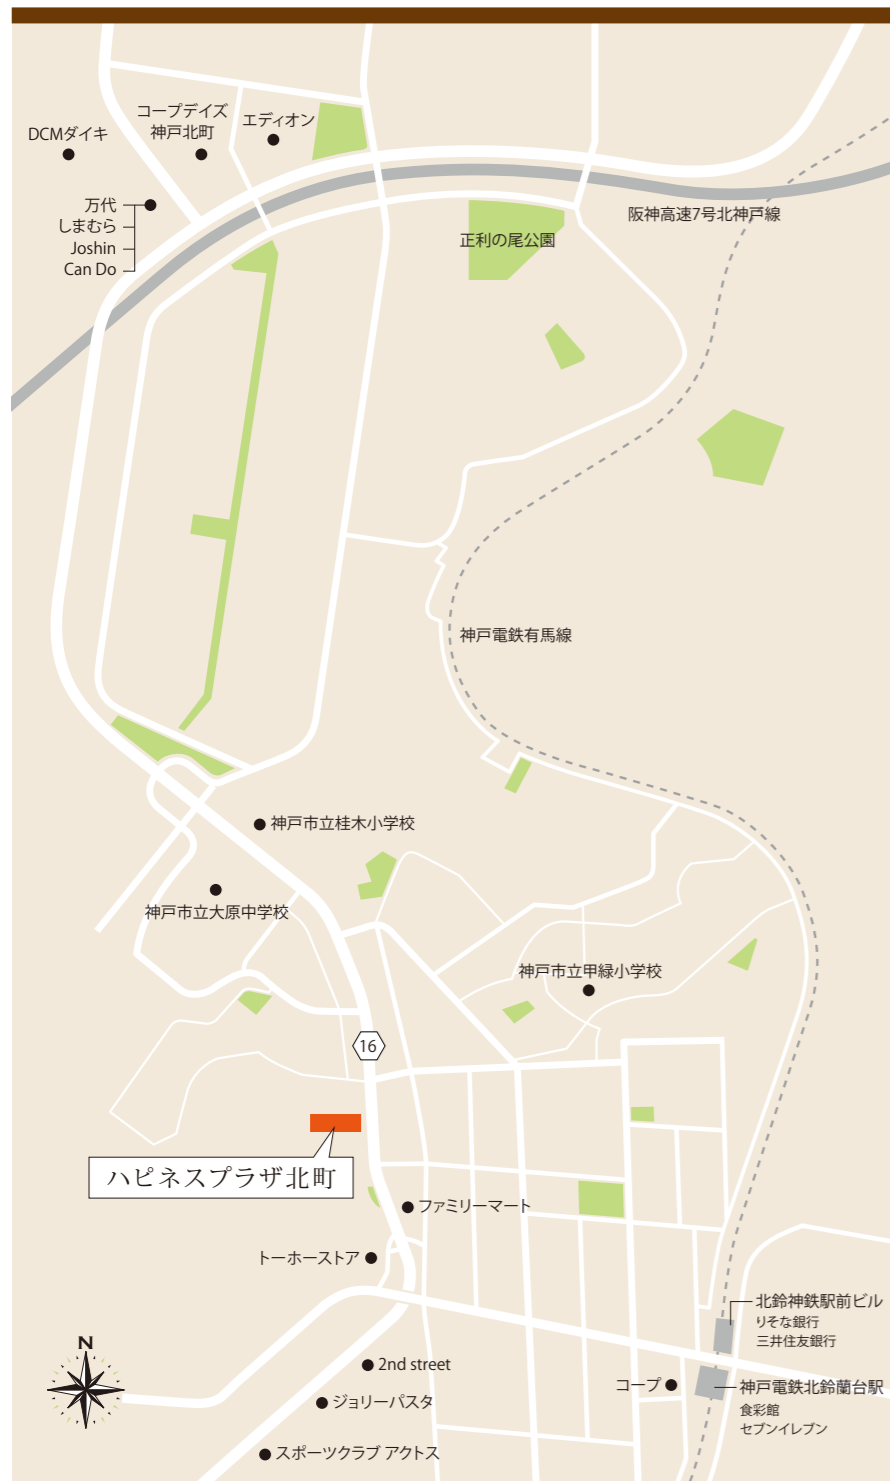 コープデイズ
神戸北町
エディオン
DCMダイキ
万代
しまむら
Joshin
Can Do
阪神高速7号北神戸線
正利の尾公園
神戸電鉄有馬線
神戸市立桂木小学校
神戸市立大原中学校
神戸市立甲緑小学校
16
ハピネスプラザ北町
ファミリーマート
トーホーストア
北鈴神鉄駅前ビル
りそな銀行
三井住友銀行
N
2nd street
コープ
神戸電鉄北鈴蘭台駅
食彩館
セブンイレブン
ジョリーパスタ
スポーツクラブ アクトス